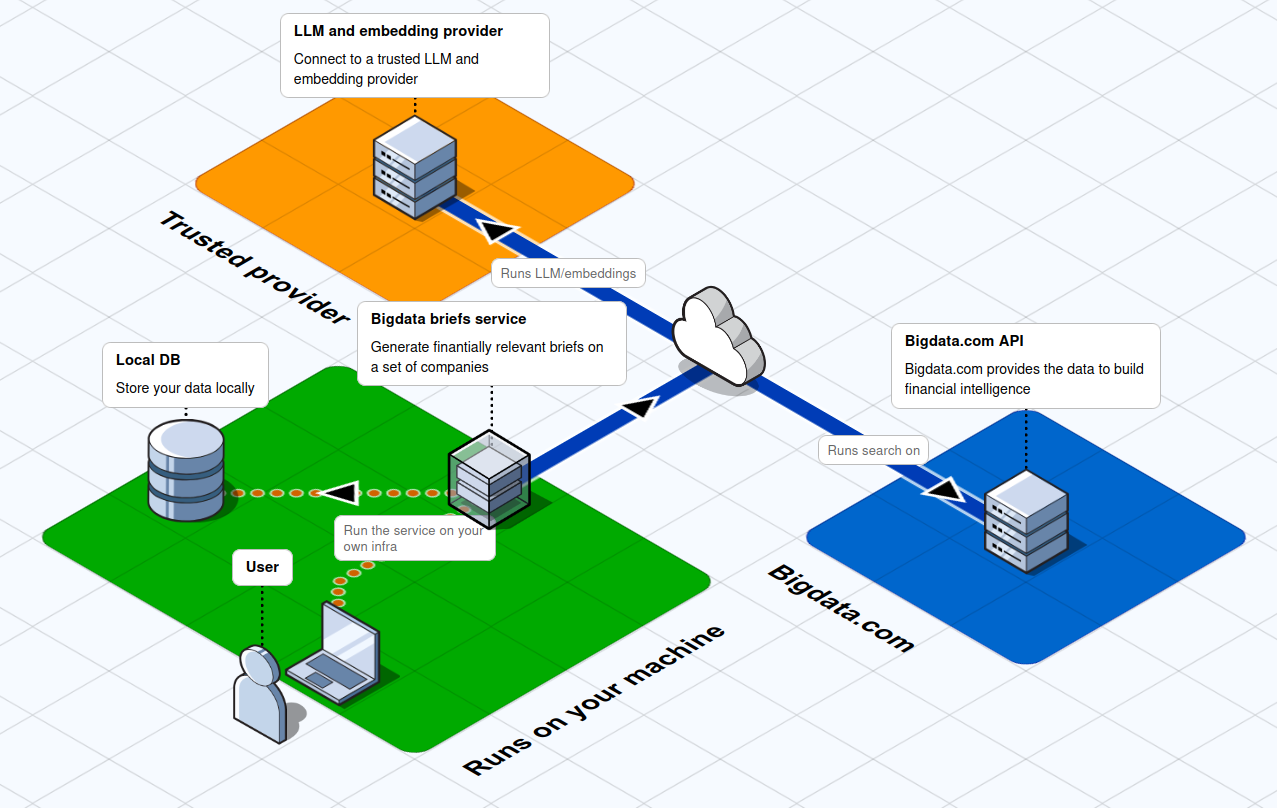 LLM and embedding provider
Connect to a trusted LLM and
embedding provider
Trusted provider
Runs LLM/embeddings
Bigdata briefs service
Generate finantially relevant briefs on
a set of companies
Local DB
Store your data locally
Bigdata.com API
Bigdata.com provides the data to build
financial intelligence
Runs search on
Run the service on your
own infra
User
Bigdata.com
Runs on your machine